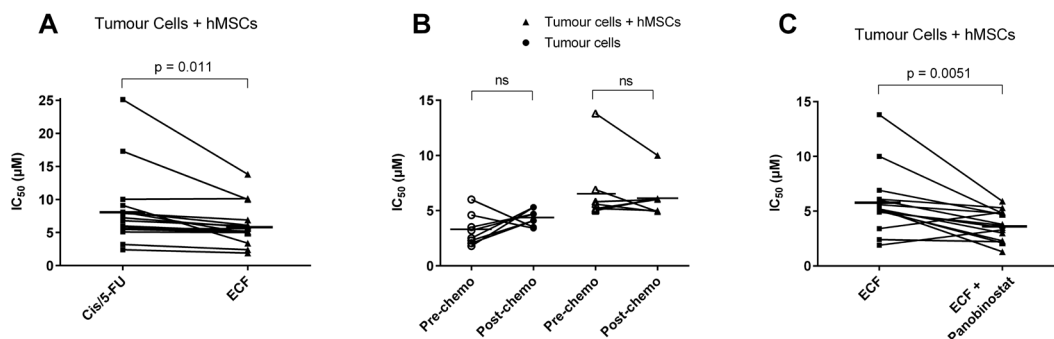 A
Tumour Cells + hMSCs
p = 0.011
25
20
15
10
5
0
IC50 (µM)
Cis/5-FU
ECF
B
Tumour cells + hMSCs
Tumour cells
ns
ns
15
10
5
0
IC50 (µM)
Pre-chemo
Post-chemo
Pre-chemo
Post-chemo
C
Tumour Cells + hMSCs
p = 0.0051
15
10
5
0
IC50 (µM)
ECF
ECF +
Panobinostat